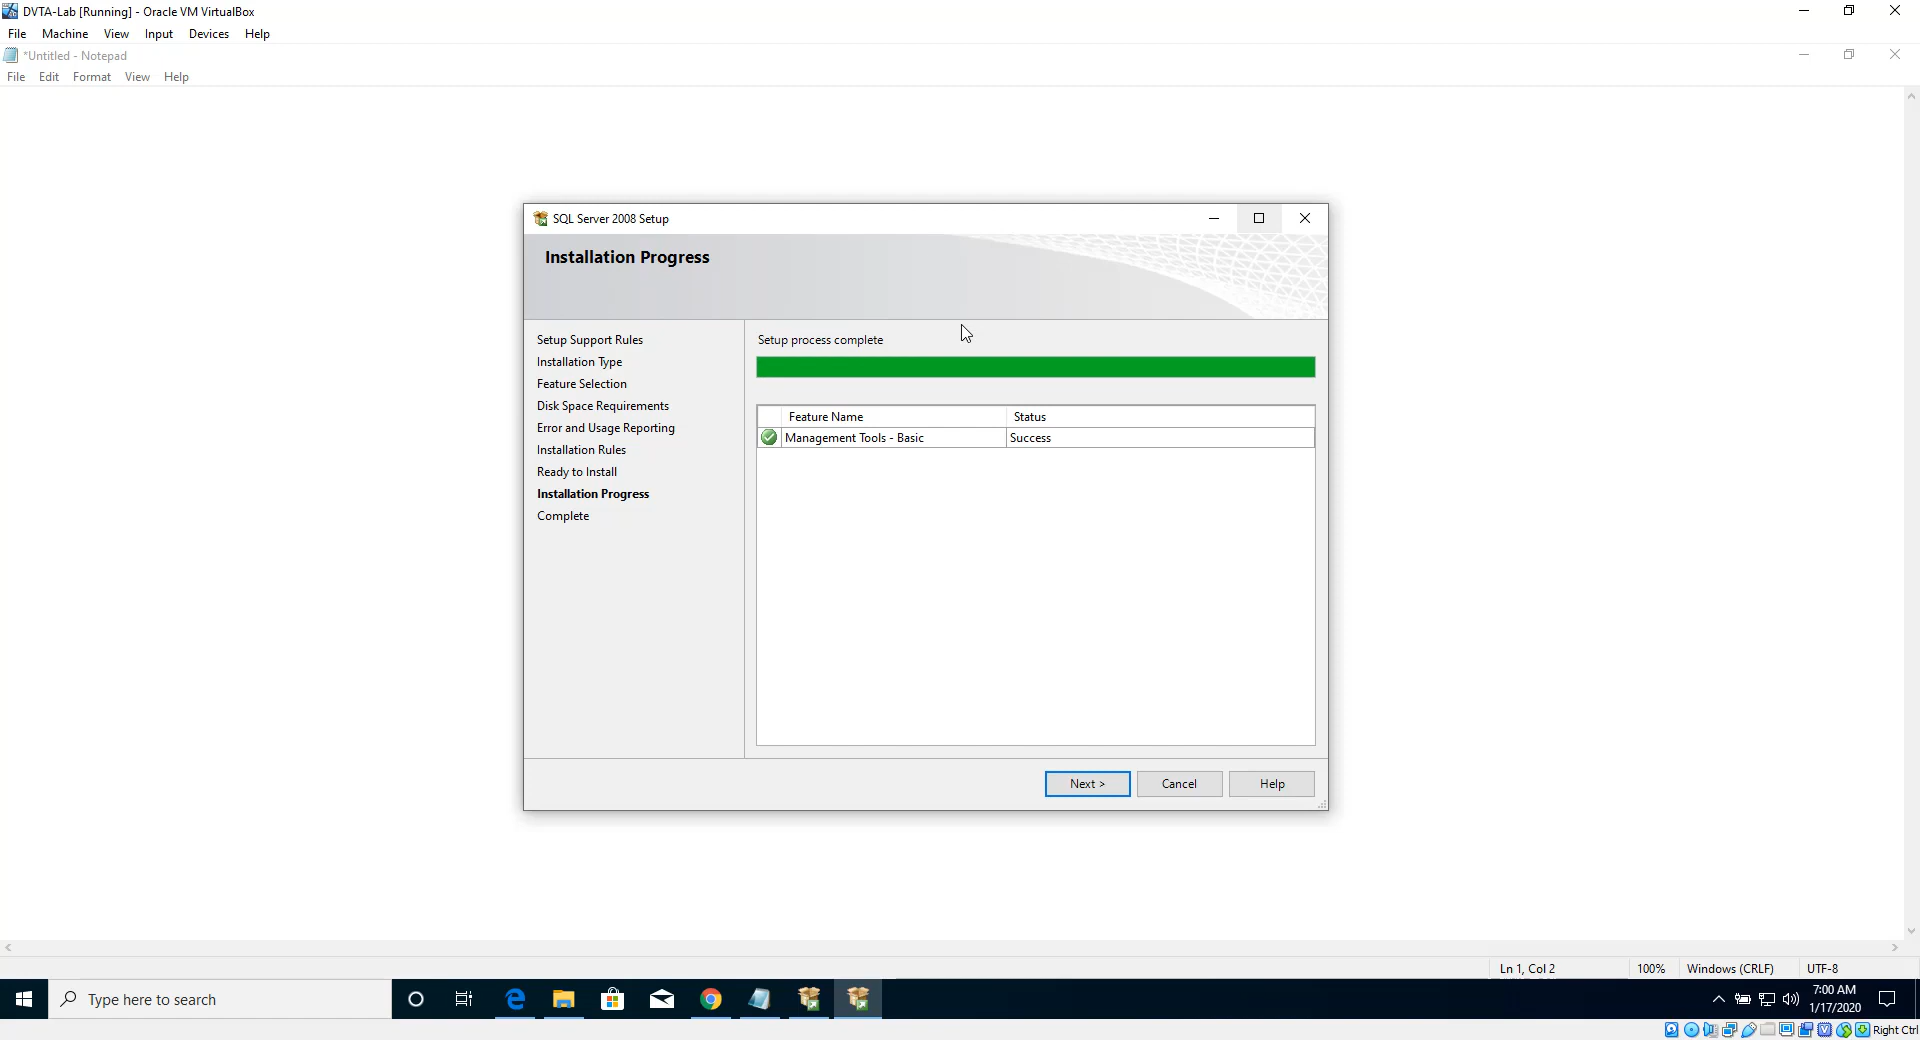 DVTA-Lab [Running] - Oracle VM VirtualBox
File Machine View Input Devices Help
*Untitled - Notepad
File Edit Format View Help
SQL Server 2008 Setup
Installation Progress
Setup Support Rules
Installation Type
Feature Selection
Disk Space Requirements
Error and Usage Reporting
Installation Rules
Ready to Install
Installation Progress
Complete
Setup process complete
Feature Name Status
Management Tools - Basic Success
Next > Cancel Help
Ln 1, Col 2 100% Windows (CRLF) UTF-8
Type here to search
7:00 AM
1/17/2020
Right Ctrl